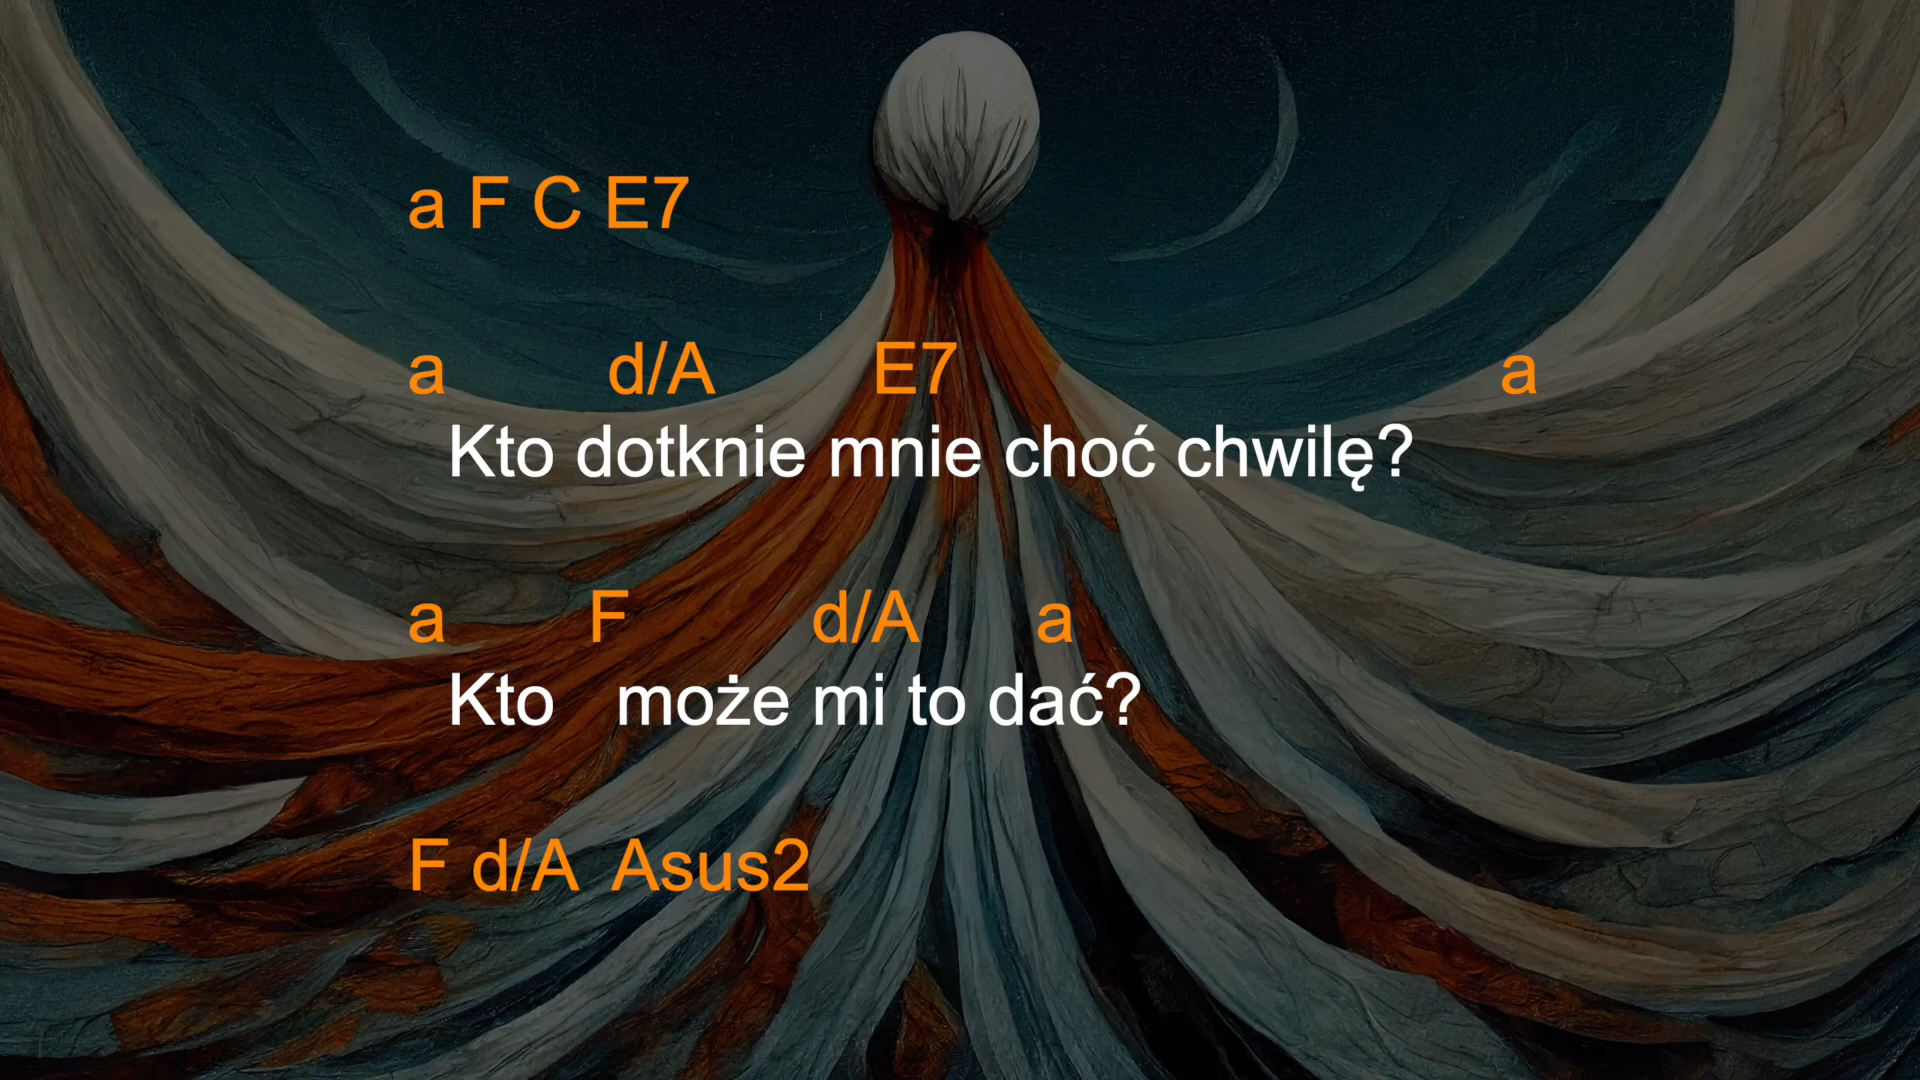 a F C E7
a d/A E7 a
Kto dotknie mnie choć chwilę?
a F d/A a
Kto może mi to dać?
F d/A Asus2